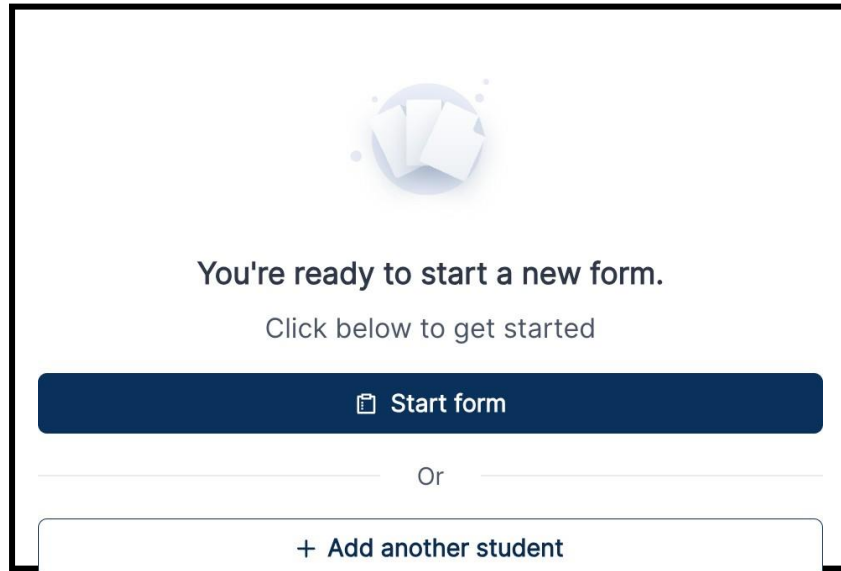 You're ready to start a new form.
Click below to get started
Start form
Or
+ Add another student